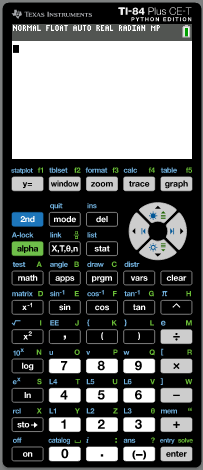 TEXAS INSTRUMENTS TI-84 Plus CE-T
PYTHON EDITION
NORMAL FLOAT AUTO REAL RADIAN MP
statplot f1 tblset f2 format f3 calc f4 table f5
y= window zoom trace graph
quit ins
2nd mode del
A-lock link list
alpha X,T,θ,n stat
test A angle B draw C distr
math apps prgm vars clear
matrix D sin⁻¹ E cos⁻¹ F tan⁻¹ G π H
x⁻¹ sin cos tan ^
√ I EE J { K } L e M
x² , ( ) ÷
10ˣ N u O v P w Q [ R
log 7 8 9 ×
eˣ S L4 T L5 U L6 V ] W
ln 4 5 6 −
rcl X L1 Y L2 Z L3 θ mem "
sto→ 1 2 3 +
off catalog ␣ i : ans ? entry solve
on 0 . (−) enter